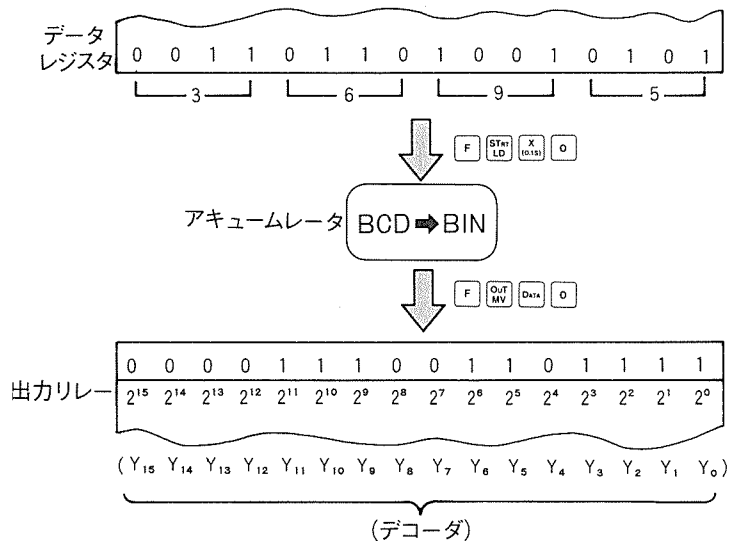 データ
レジスタ
0 0 1 1 0 1 1 0 1 0 0 1 0 1 0 1
3 6 9 5
F STRT LD X (0.1S) 0
アキュームレータ BCD➡BIN
F OUT MV DATA 0
0 0 0 0 1 1 1 0 0 1 1 0 1 1 1 1
出力リレー 2¹⁵ 2¹⁴ 2¹³ 2¹² 2¹¹ 2¹⁰ 2⁹ 2⁸ 2⁷ 2⁶ 2⁵ 2⁴ 2³ 2² 2¹ 2⁰
(Y₁₅ Y₁₄ Y₁₃ Y₁₂ Y₁₁ Y₁₀ Y₉ Y₈ Y₇ Y₆ Y₅ Y₄ Y₃ Y₂ Y₁ Y₀)
(デコーダ)